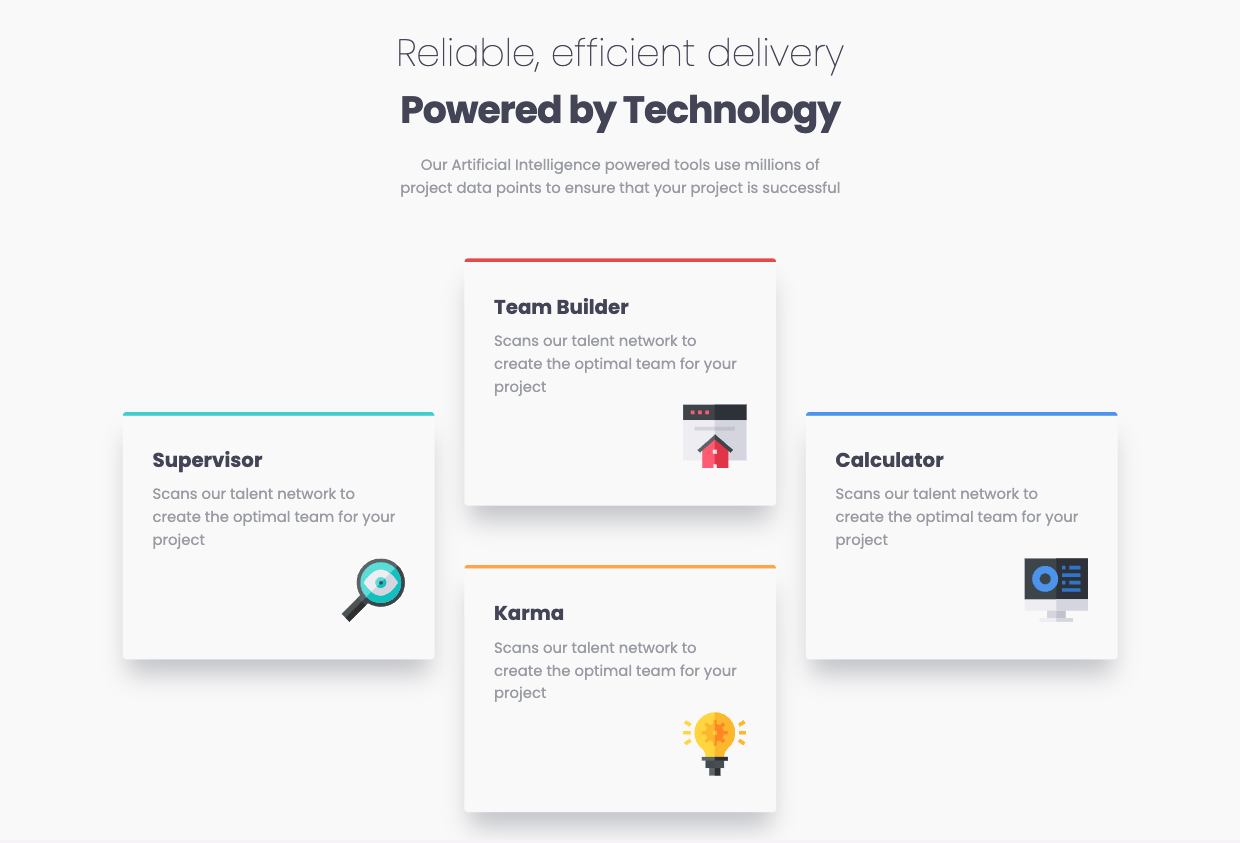 Reliable, efficient delivery
Powered by Technology
Our Artificial Intelligence powered tools use millions of
project data points to ensure that your project is successful
Team Builder
Scans our talent network to
create the optimal team for your
project
Supervisor
Scans our talent network to
create the optimal team for your
project
Calculator
Scans our talent network to
create the optimal team for your
project
Karma
Scans our talent network to
create the optimal team for your
project